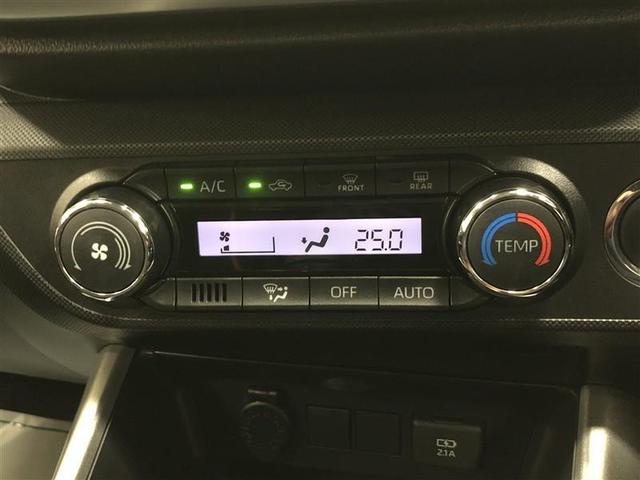 A/C FRONT REAR
25.0
TEMP
OFF AUTO
2.1A